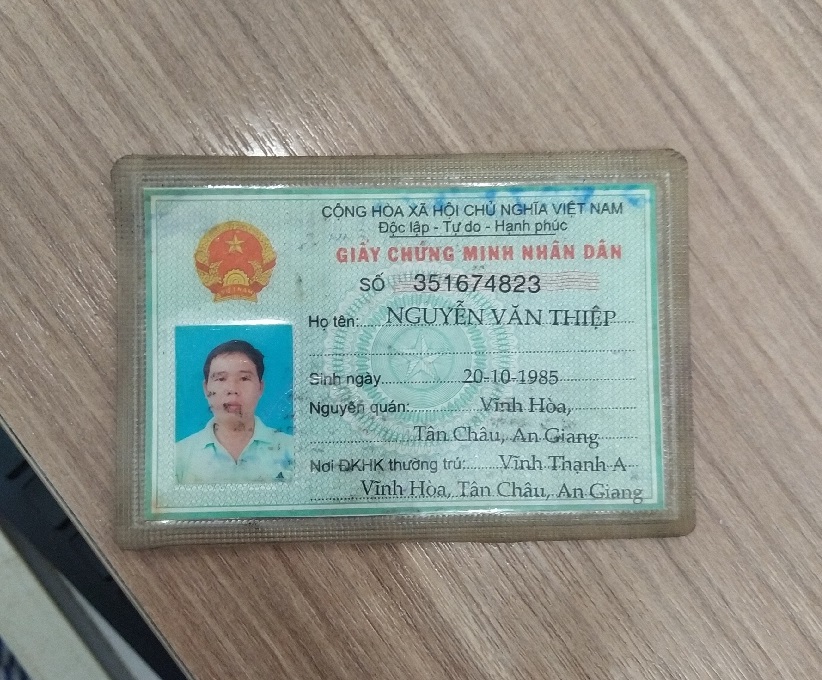 CỘNG HÒA XÃ HỘI CHỦ NGHĨA VIỆT NAM
Độc lập - Tự do - Hạnh phúc
GIẤY CHỨNG MINH NHÂN DÂN
SỐ 351674823
Họ tên: NGUYỄN VĂN THIỆP
Sinh ngày 20-10-1985
Nguyên quán: Vĩnh Hòa,
Tân Châu, An Giang
Nơi ĐKHK thường trú: Vĩnh Thạnh A
Vĩnh Hòa, Tân Châu, An Giang